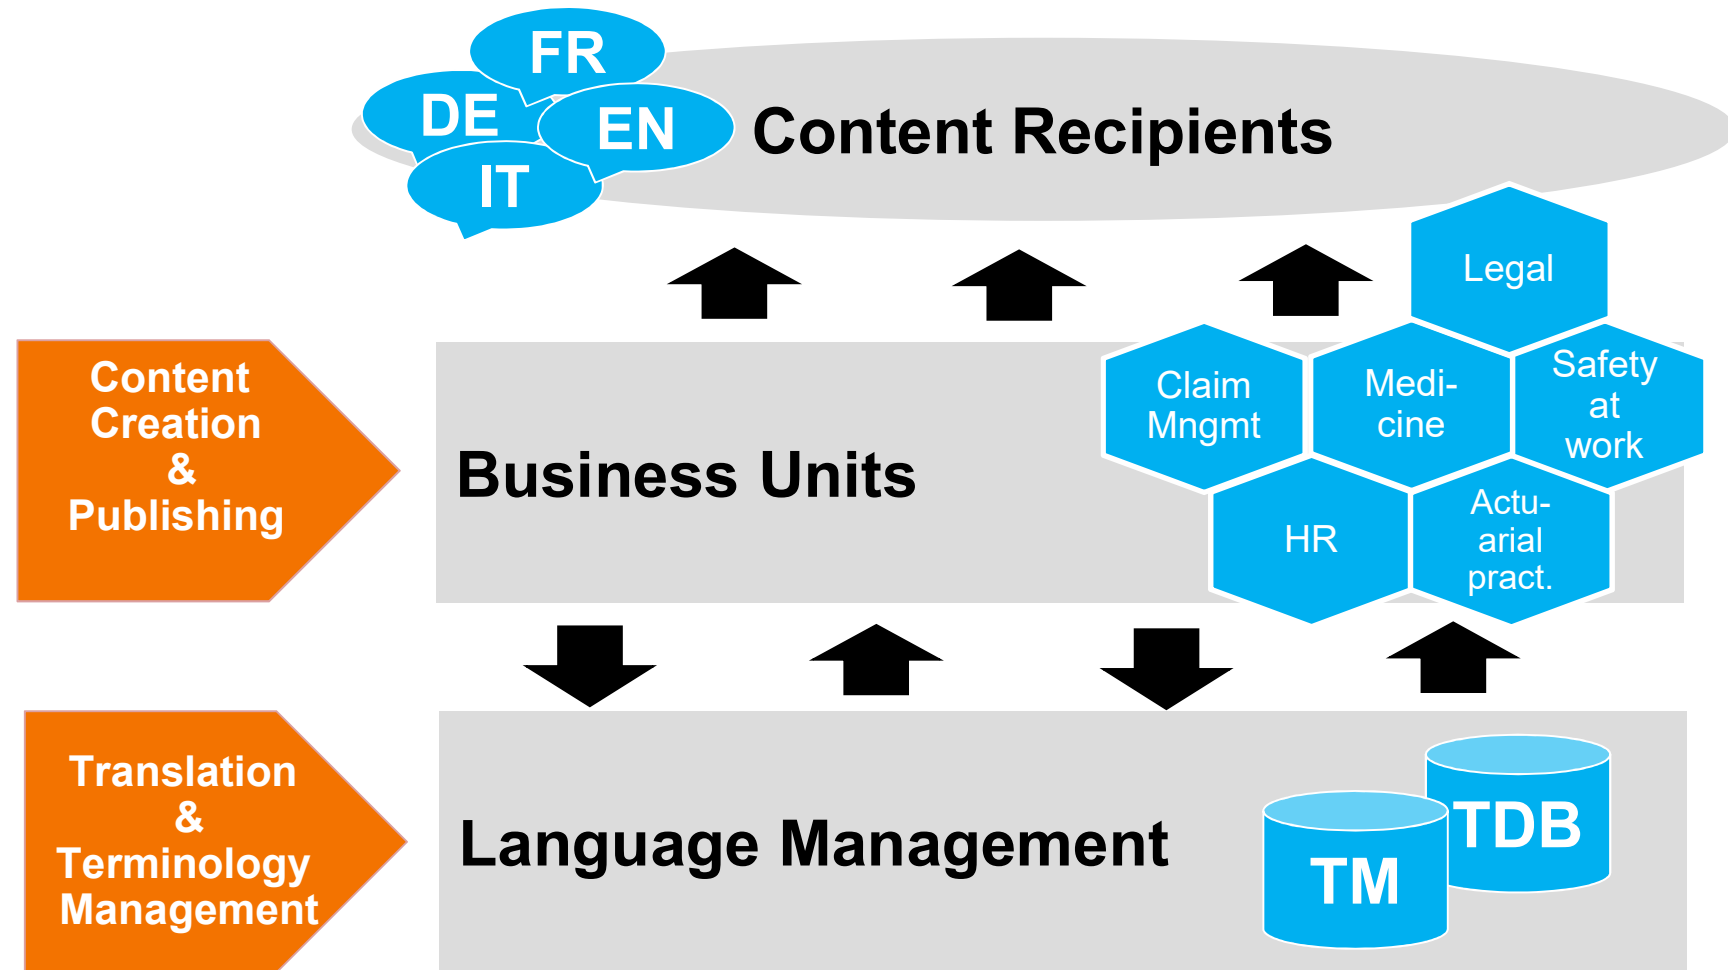 FR
DE
EN
IT
Content Recipients
Legal
Content
Creation
&
Publishing
Business Units
Claim
Mngmt
Medi-
cine
Safety
at
work
HR
Actu-
arial
pract.
Translation
&
Terminology
Management
Language Management
TM
TDB